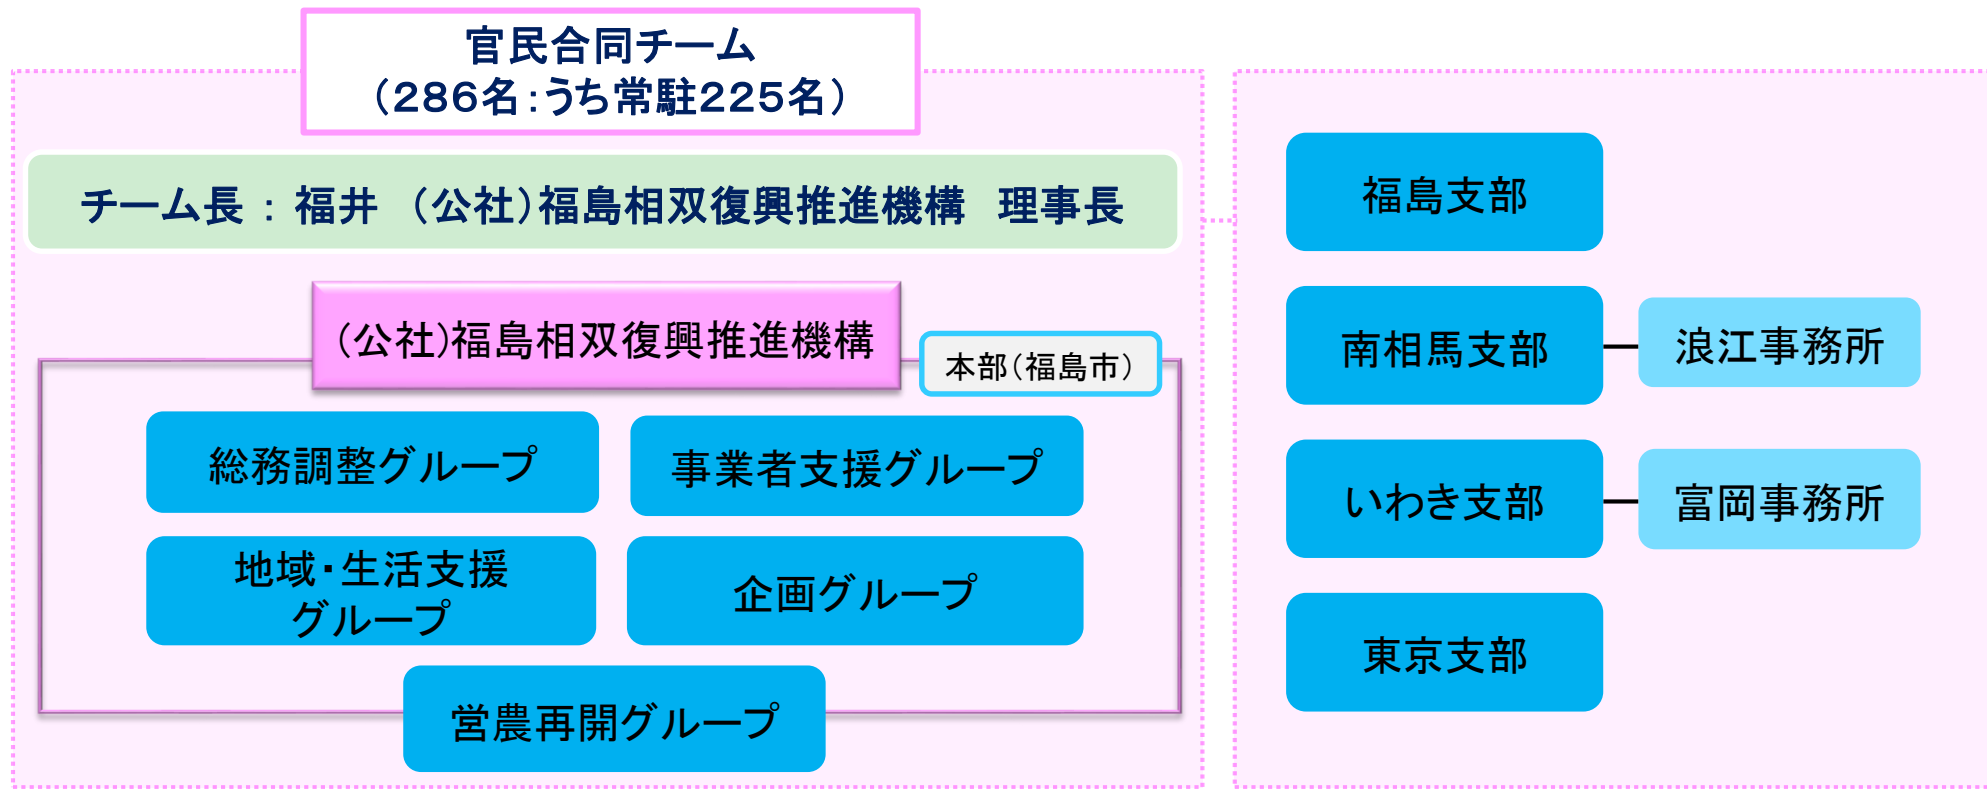 官民合同チーム
（２８６名：うち常駐２２５名）
チーム長 ： 福井　（公社）福島相双復興推進機構　理事長
(公社)福島相双復興推進機構
本部（福島市）
総務調整グループ
事業者支援グループ
地域・生活支援
グループ
企画グループ
営農再開グループ
福島支部
南相馬支部
浪江事務所
いわき支部
富岡事務所
東京支部